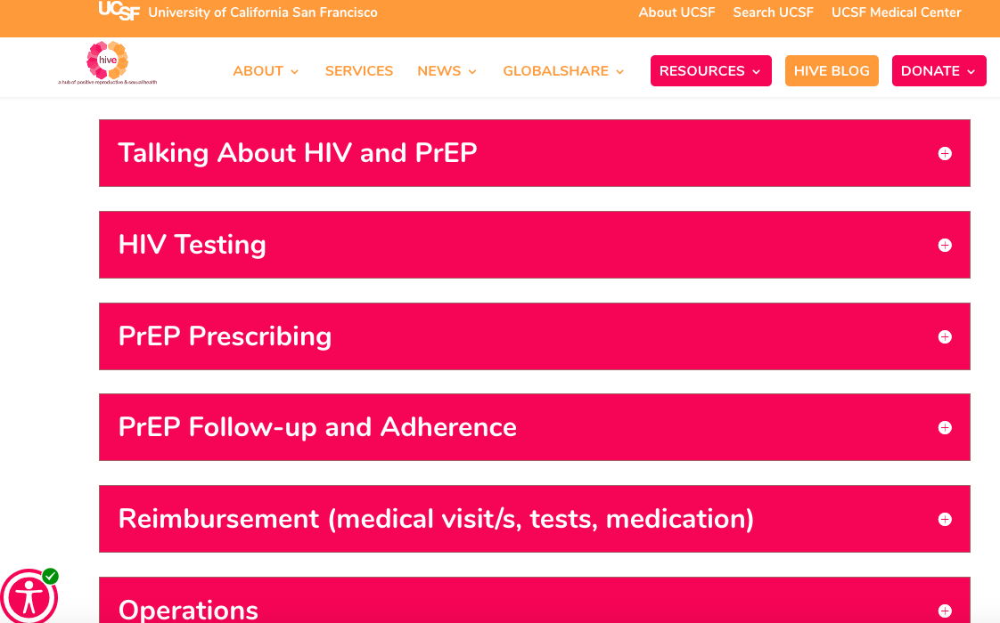 UCSF University of California San Francisco About UCSF Search UCSF UCSF Medical Center
hive
a hub of positive reproductive & sexual health
ABOUT SERVICES NEWS GLOBALSHARE RESOURCES HIVE BLOG DONATE
Talking About HIV and PrEP
HIV Testing
PrEP Prescribing
PrEP Follow-up and Adherence
Reimbursement (medical visit/s, tests, medication)
Operations